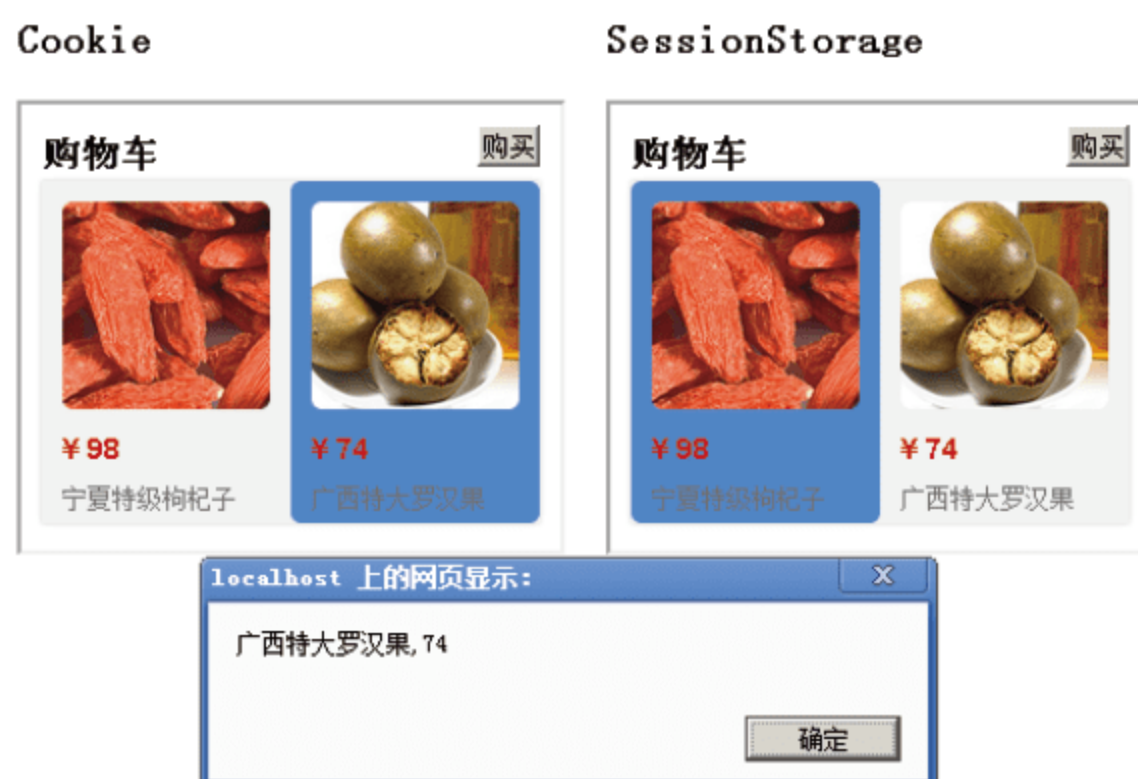 Cookie
SessionStorage
购物车
购买
购物车
购买
¥98
¥74
宁夏特级枸杞子
广西特大罗汉果
¥98
¥74
宁夏特级枸杞子
广西特大罗汉果
localhost 上的网页显示:
X
广西特大罗汉果,74
确定